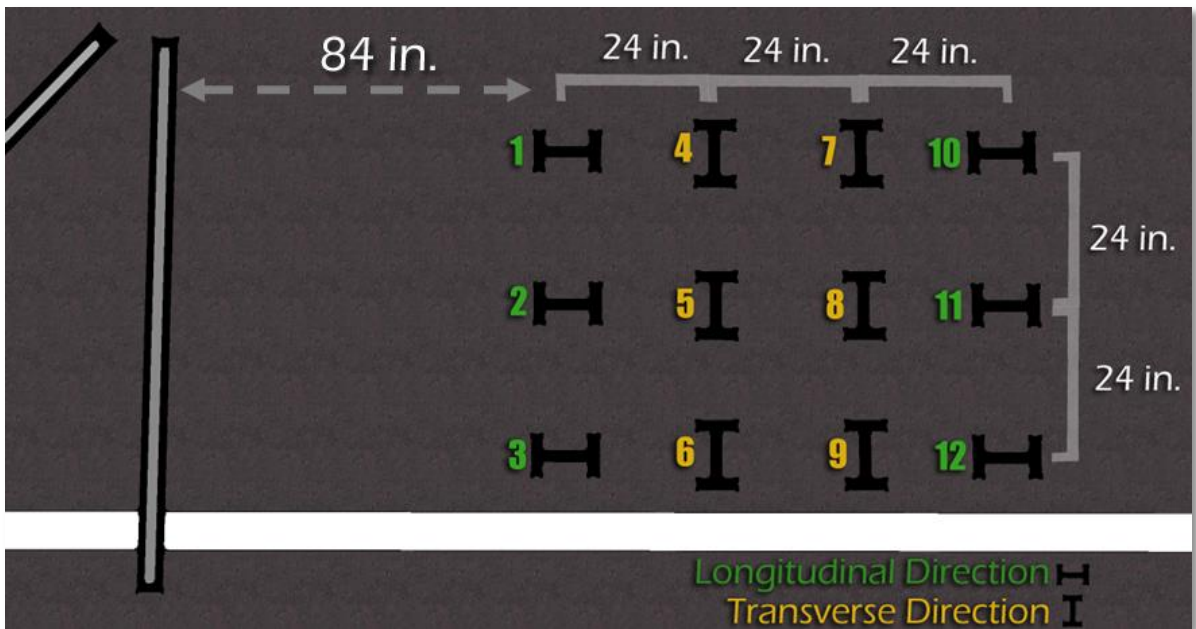 84 in.
24 in.
24 in.
24 in.
1
4
7
10
24 in.
2
5
8
11
24 in.
3
6
9
12
Longitudinal Direction
Transverse Direction